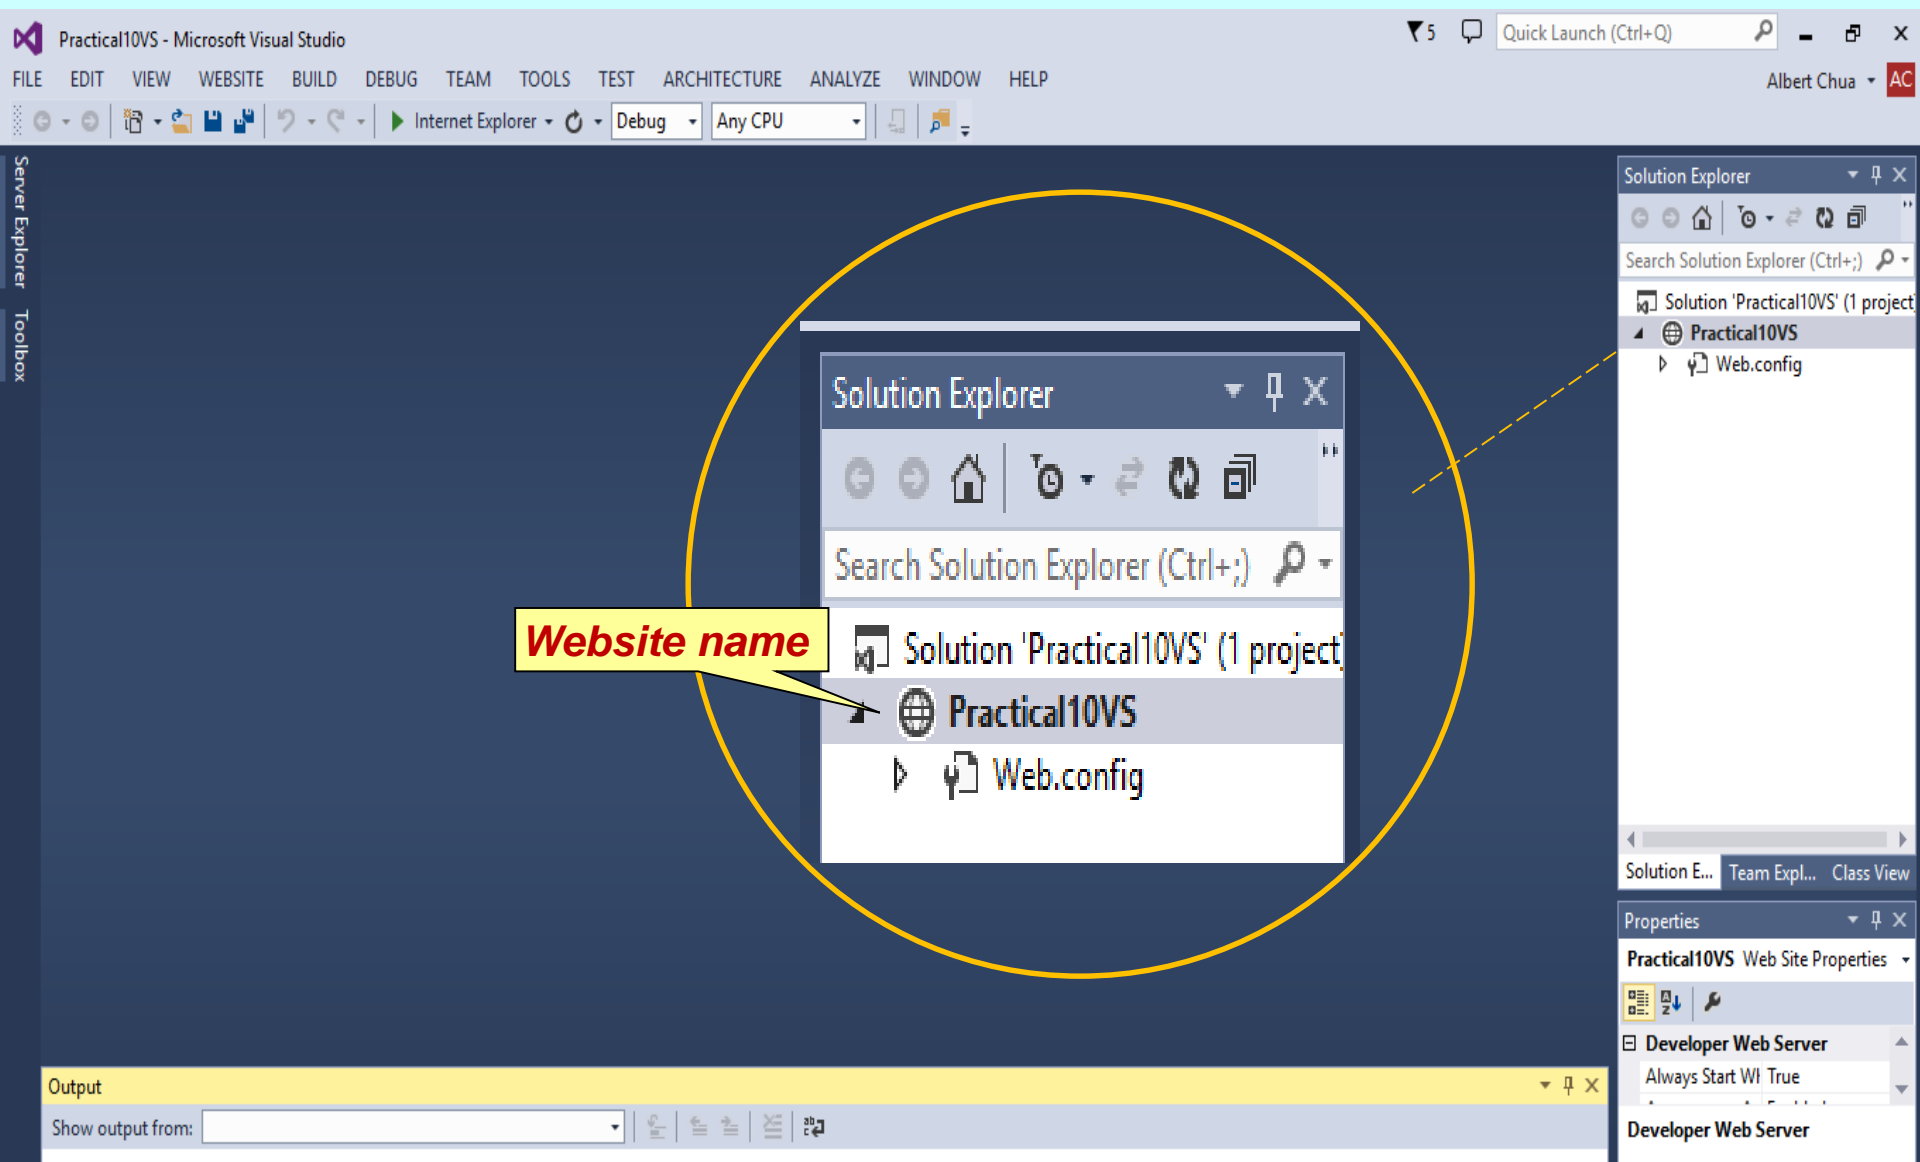 Practical10VS - Microsoft Visual Studio
5
Quick Launch (Ctrl+Q)
FILE EDIT VIEW WEBSITE BUILD DEBUG TEAM TOOLS TEST ARCHITECTURE ANALYZE WINDOW HELP
Albert Chua AC
Internet Explorer Debug Any CPU
Server Explorer
Toolbox
Solution Explorer
Search Solution Explorer (Ctrl+;)
Solution 'Practical10VS' (1 project)
Practical10VS
Web.config
Website name
Solution Explorer
Search Solution Explorer (Ctrl+;)
Solution 'Practical10VS' (1 project)
Practical10VS
Web.config
Solution E... Team Expl... Class View
Properties
Practical10VS Web Site Properties
Developer Web Server
Always Start True
Developer Web Server
Output
Show output from: